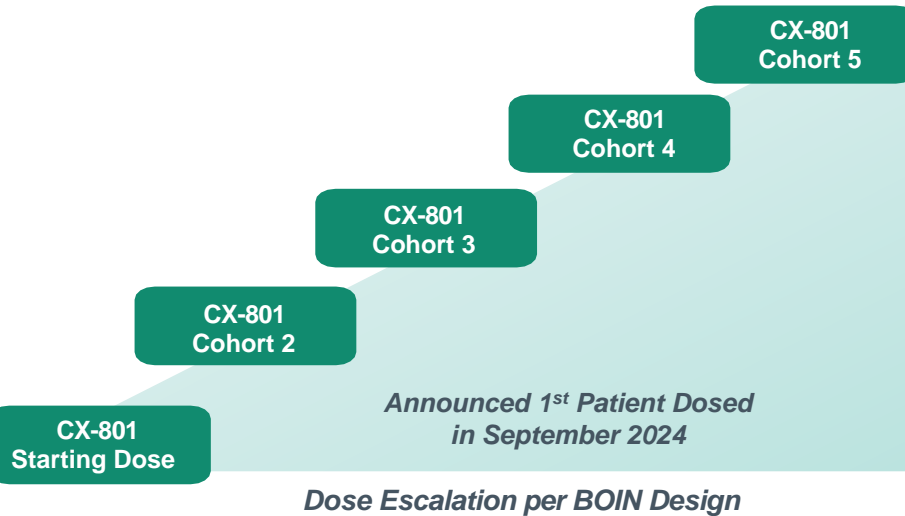 CX-801
Cohort 5
CX-801
Cohort 4
CX-801
Cohort 3
CX-801
Cohort 2
Announced 1st Patient Dosed
in September 2024
CX-801
Starting Dose
Dose Escalation per BOIN Design